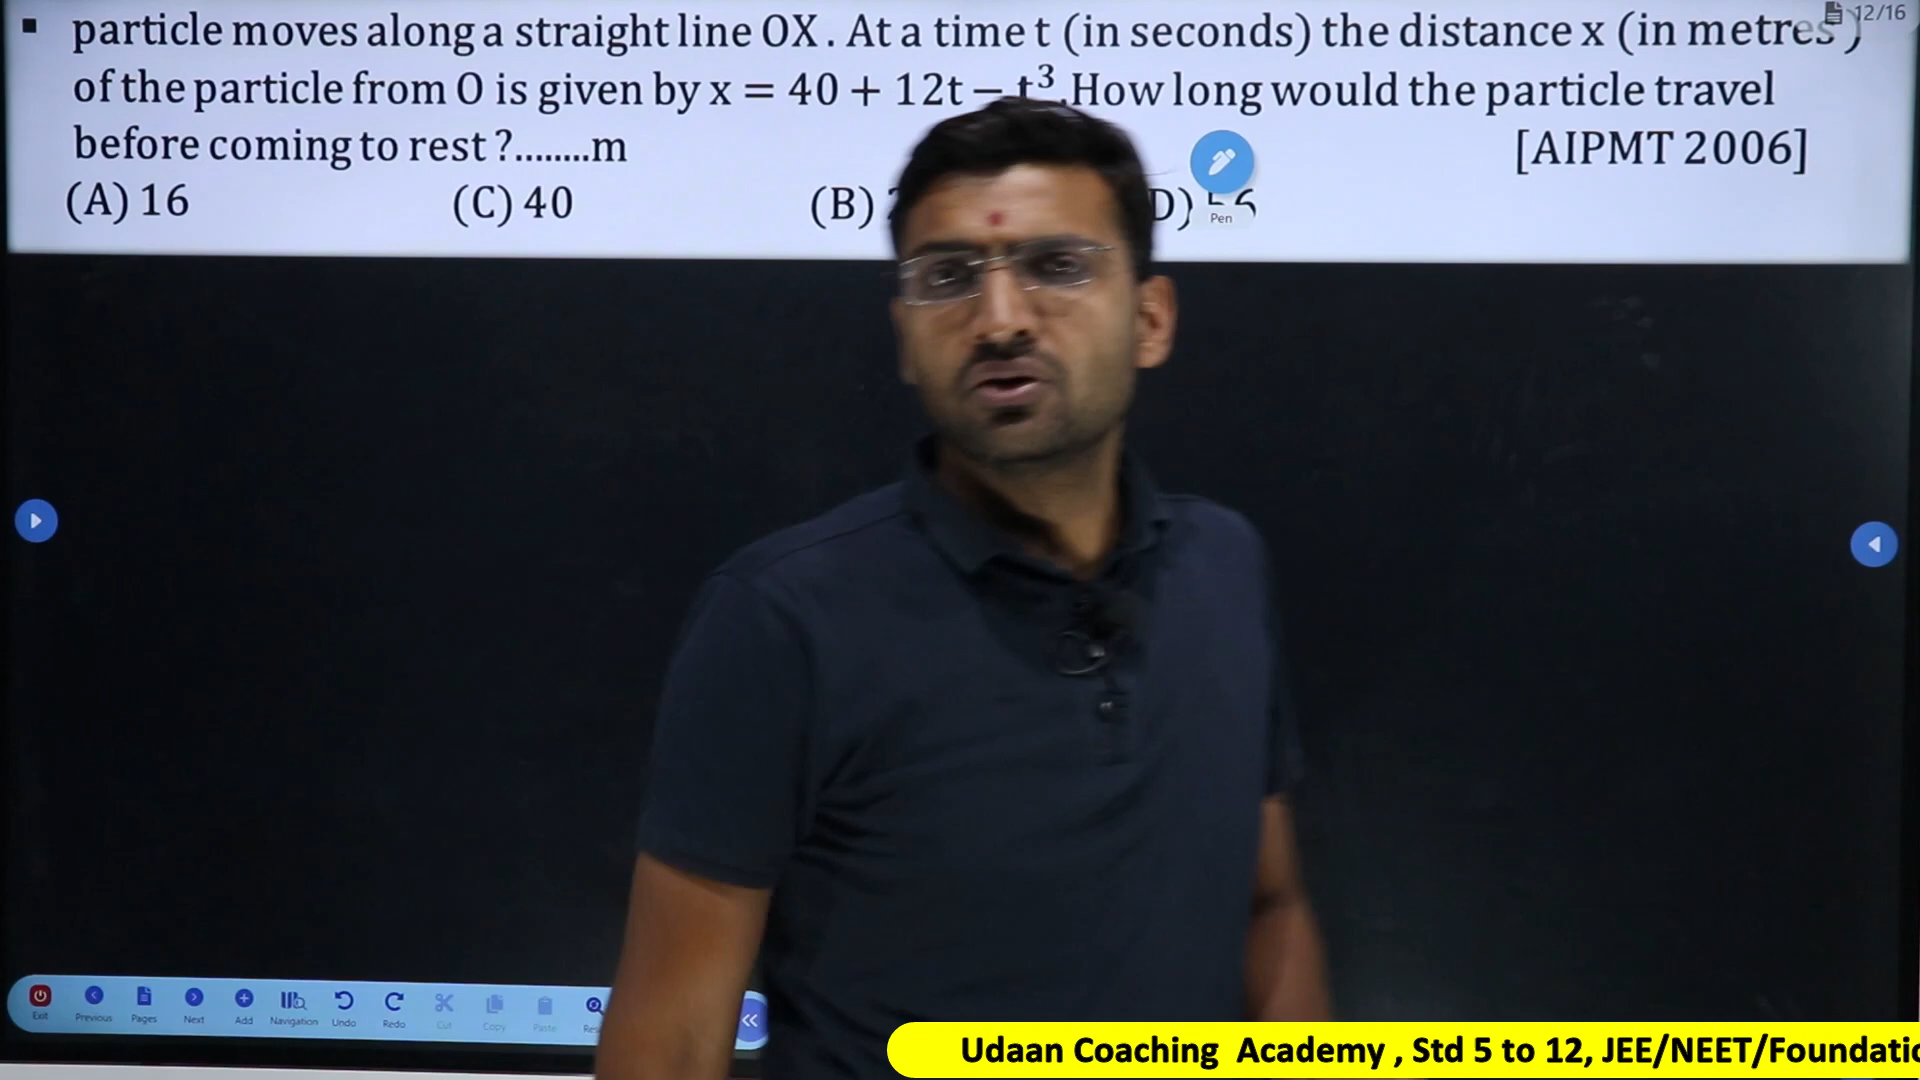 12/16
▪ particle moves along a straight line OX. At a time t (in seconds) the distance x (in metres)
of the particle from O is given by x = 40 + 12t − t³. How long would the particle travel
before coming to rest ?........m [AIPMT 2006]
(A) 16 (C) 40 (B) D)
Pen
Exit Previous Pages Next Add Navigation Undo Redo Cut Copy Paste
Udaan Coaching Academy , Std 5 to 12, JEE/NEET/Foundatio